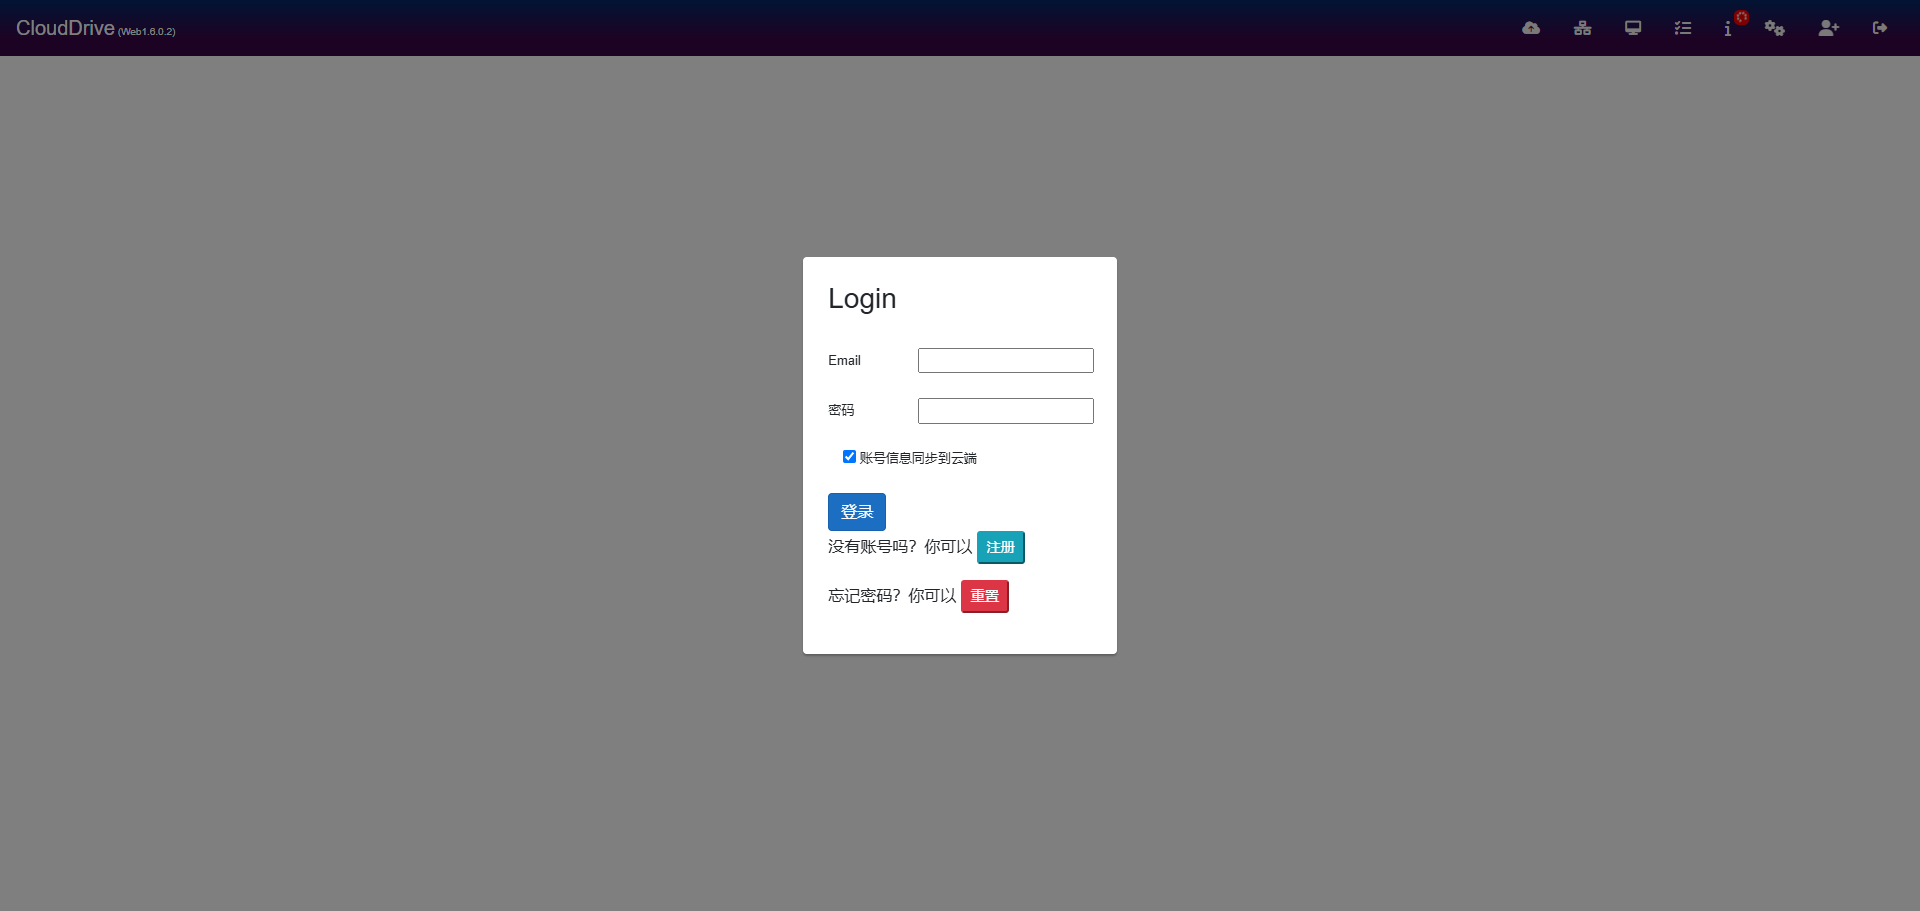 CloudDrive (Web1.6.0.2)
Login
Email
密码
账号信息同步到云端
登录
没有账号吗？你可以 注册
忘记密码？你可以 重置